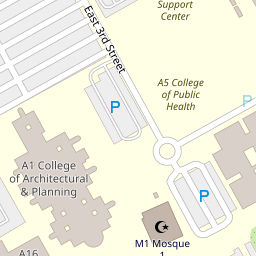 Support
Center
East 3rd Street
A5 College
of Public
Health
P
P
A1 College
of Architectural
& Planning
P
M1 Mosque
1
A16